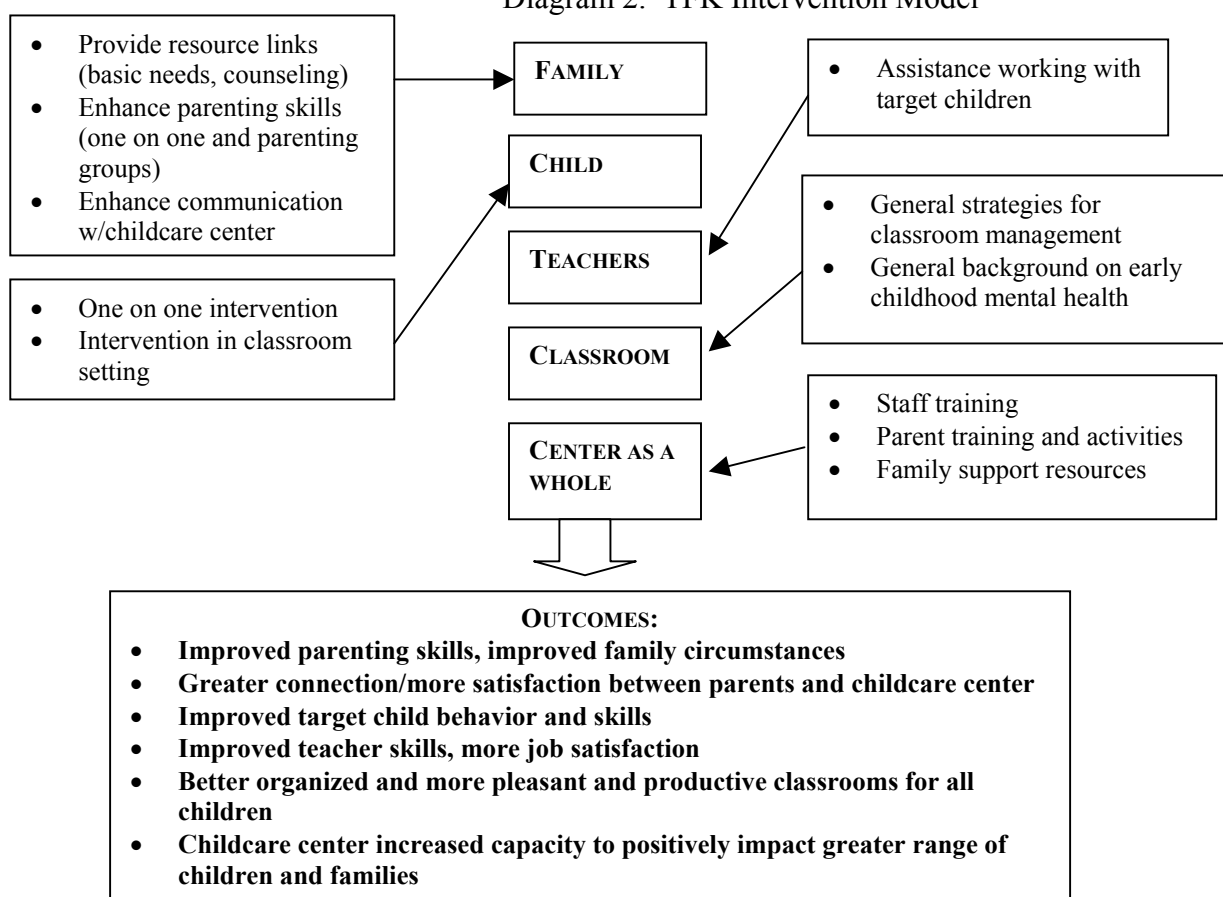 Diagram 2. TFK Intervention Model
• Provide resource links
(basic needs, counseling)
• Enhance parenting skills
(one on one and parenting
groups)
• Enhance communication
w/childcare center
• One on one intervention
• Intervention in classroom
setting
FAMILY
CHILD
TEACHERS
CLASSROOM
CENTER AS A
WHOLE
• Assistance working with
target children
• General strategies for
classroom management
• General background on early
childhood mental health
• Staff training
• Parent training and activities
• Family support resources
OUTCOMES:
• Improved parenting skills, improved family circumstances
• Greater connection/more satisfaction between parents and childcare center
• Improved target child behavior and skills
• Improved teacher skills, more job satisfaction
• Better organized and more pleasant and productive classrooms for all
children
• Childcare center increased capacity to positively impact greater range of
children and families